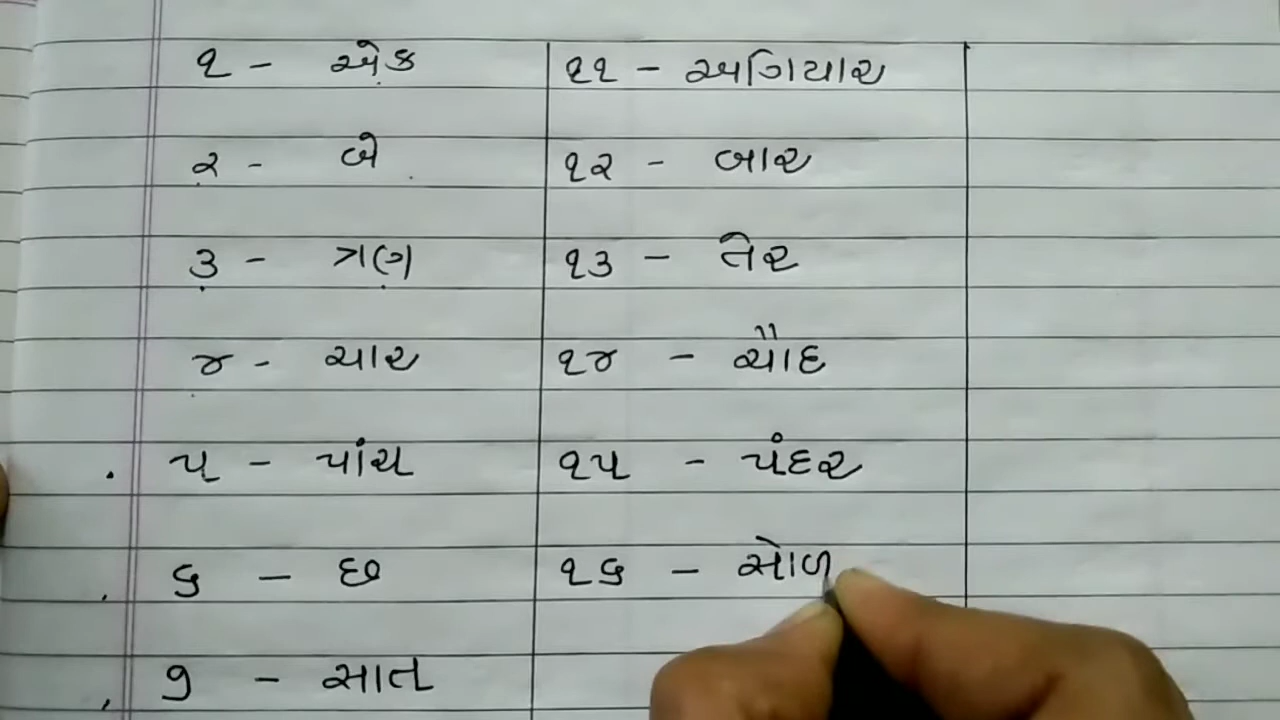 ૧ - એક ૧૧ - અગિયાર
૨ - બે ૧૨ - બાર
૩ - ત્રણ ૧૩ - તેર
૪ - ચાર ૧૪ - ચૌદ
૫ - પાંચ ૧૫ - પંદર
૬ - છ ૧૬ - સોળ
૭ - સાત